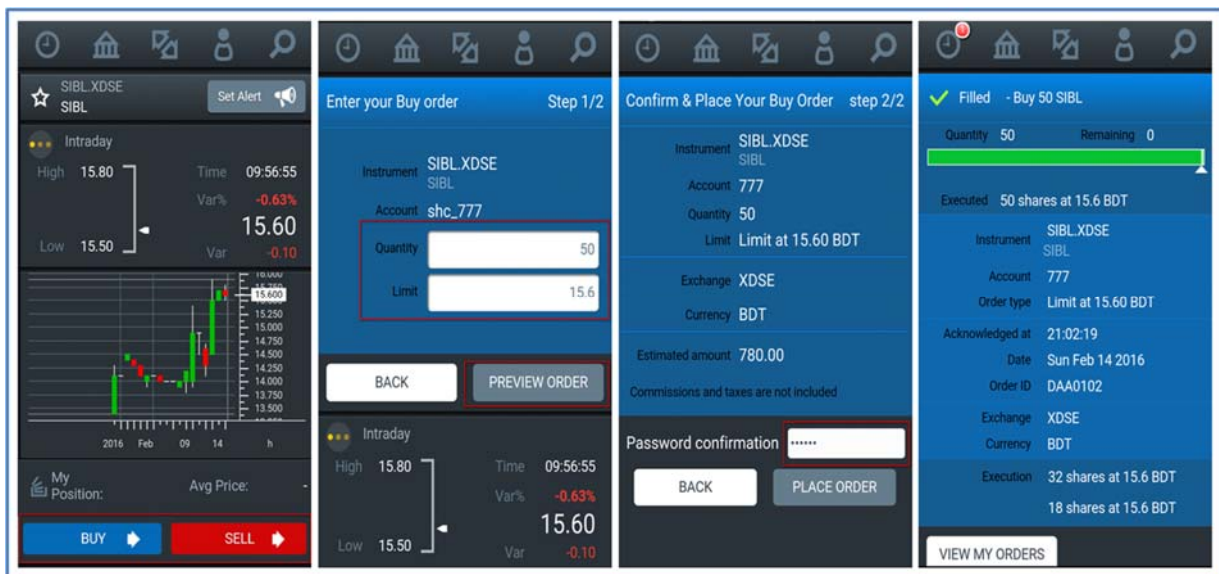 SIBL.XDSE
SIBL
Set Alert
Intraday
High 15.80
Time 09:56:55
Var% -0.63%
15.60
Low 15.50
Var -0.10
15.600
15.250
15.000
14.750
14.500
14.250
14.000
13.750
13.500
2016 Feb 09 14 h
My
Position:
Avg Price: -
BUY
SELL
Enter your Buy order Step 1/2
Instrument SIBL.XDSE
SIBL
Account shc_777
Quantity 50
Limit 15.6
BACK
PREVIEW ORDER
Intraday
High 15.80
Time 09:56:55
Var% -0.63%
15.60
Low 15.50
Var -0.10
Confirm & Place Your Buy Order step 2/2
Instrument SIBL.XDSE
SIBL
Account 777
Quantity 50
Limit Limit at 15.60 BDT
Exchange XDSE
Currency BDT
Estimated amount 780.00
Commissions and taxes are not included
Password confirmation ······
BACK
PLACE ORDER
Filled - Buy 50 SIBL
Quantity 50 Remaining 0
Executed 50 shares at 15.6 BDT
Instrument SIBL.XDSE
SIBL
Account 777
Order type Limit at 15.60 BDT
Acknowledged at 21:02:19
Date Sun Feb 14 2016
Order ID DAA0102
Exchange XDSE
Currency BDT
Execution 32 shares at 15.6 BDT
18 shares at 15.6 BDT
VIEW MY ORDERS